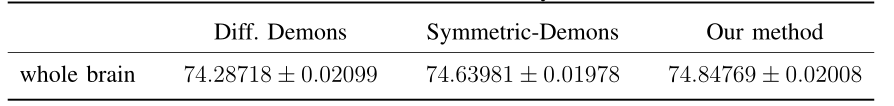 Diff. Demons Symmetric-Demons Our method
whole brain 74.28718 ± 0.02099 74.63981 ± 0.01978 74.84769 ± 0.02008